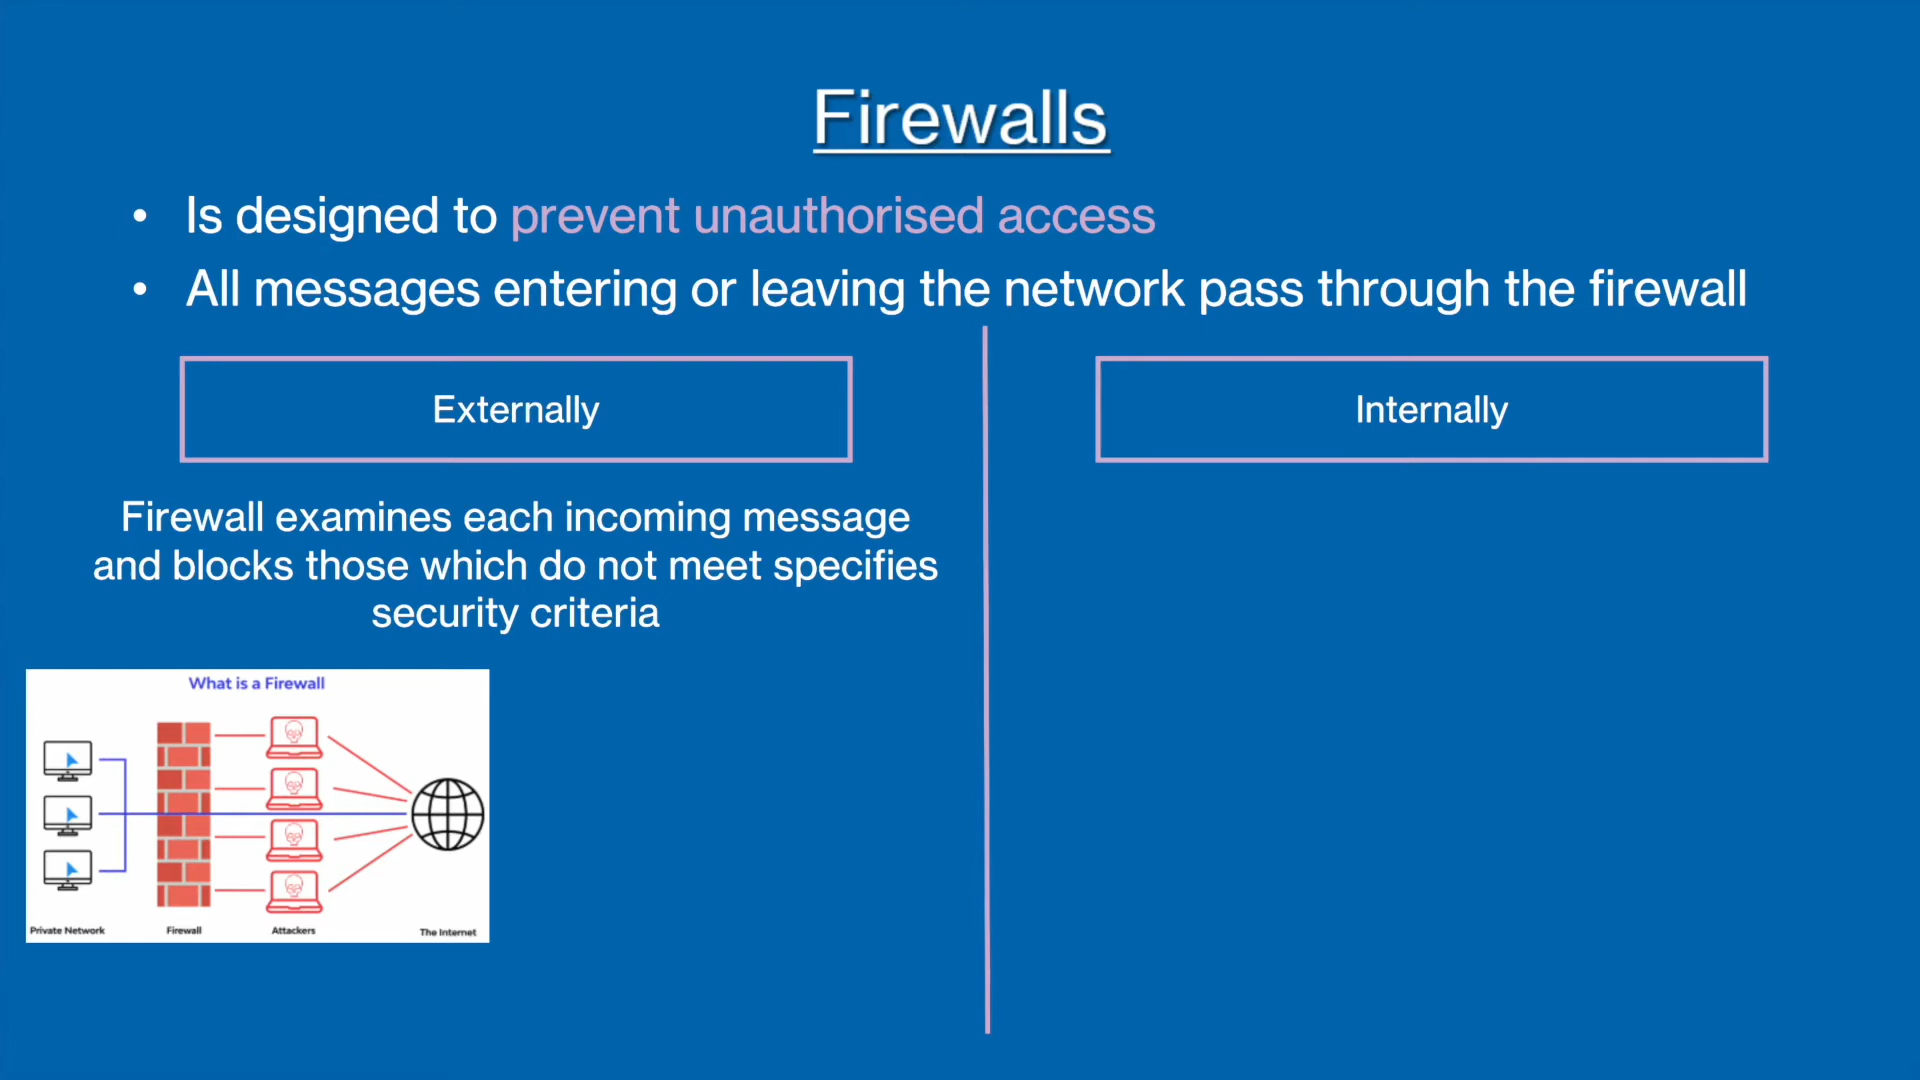 Firewalls
• Is designed to prevent unauthorised access
• All messages entering or leaving the network pass through the firewall
Externally
Firewall examines each incoming message
and blocks those which do not meet specifies
security criteria
What is a Firewall
Private Network
Firewall
Attackers
The Internet
Internally